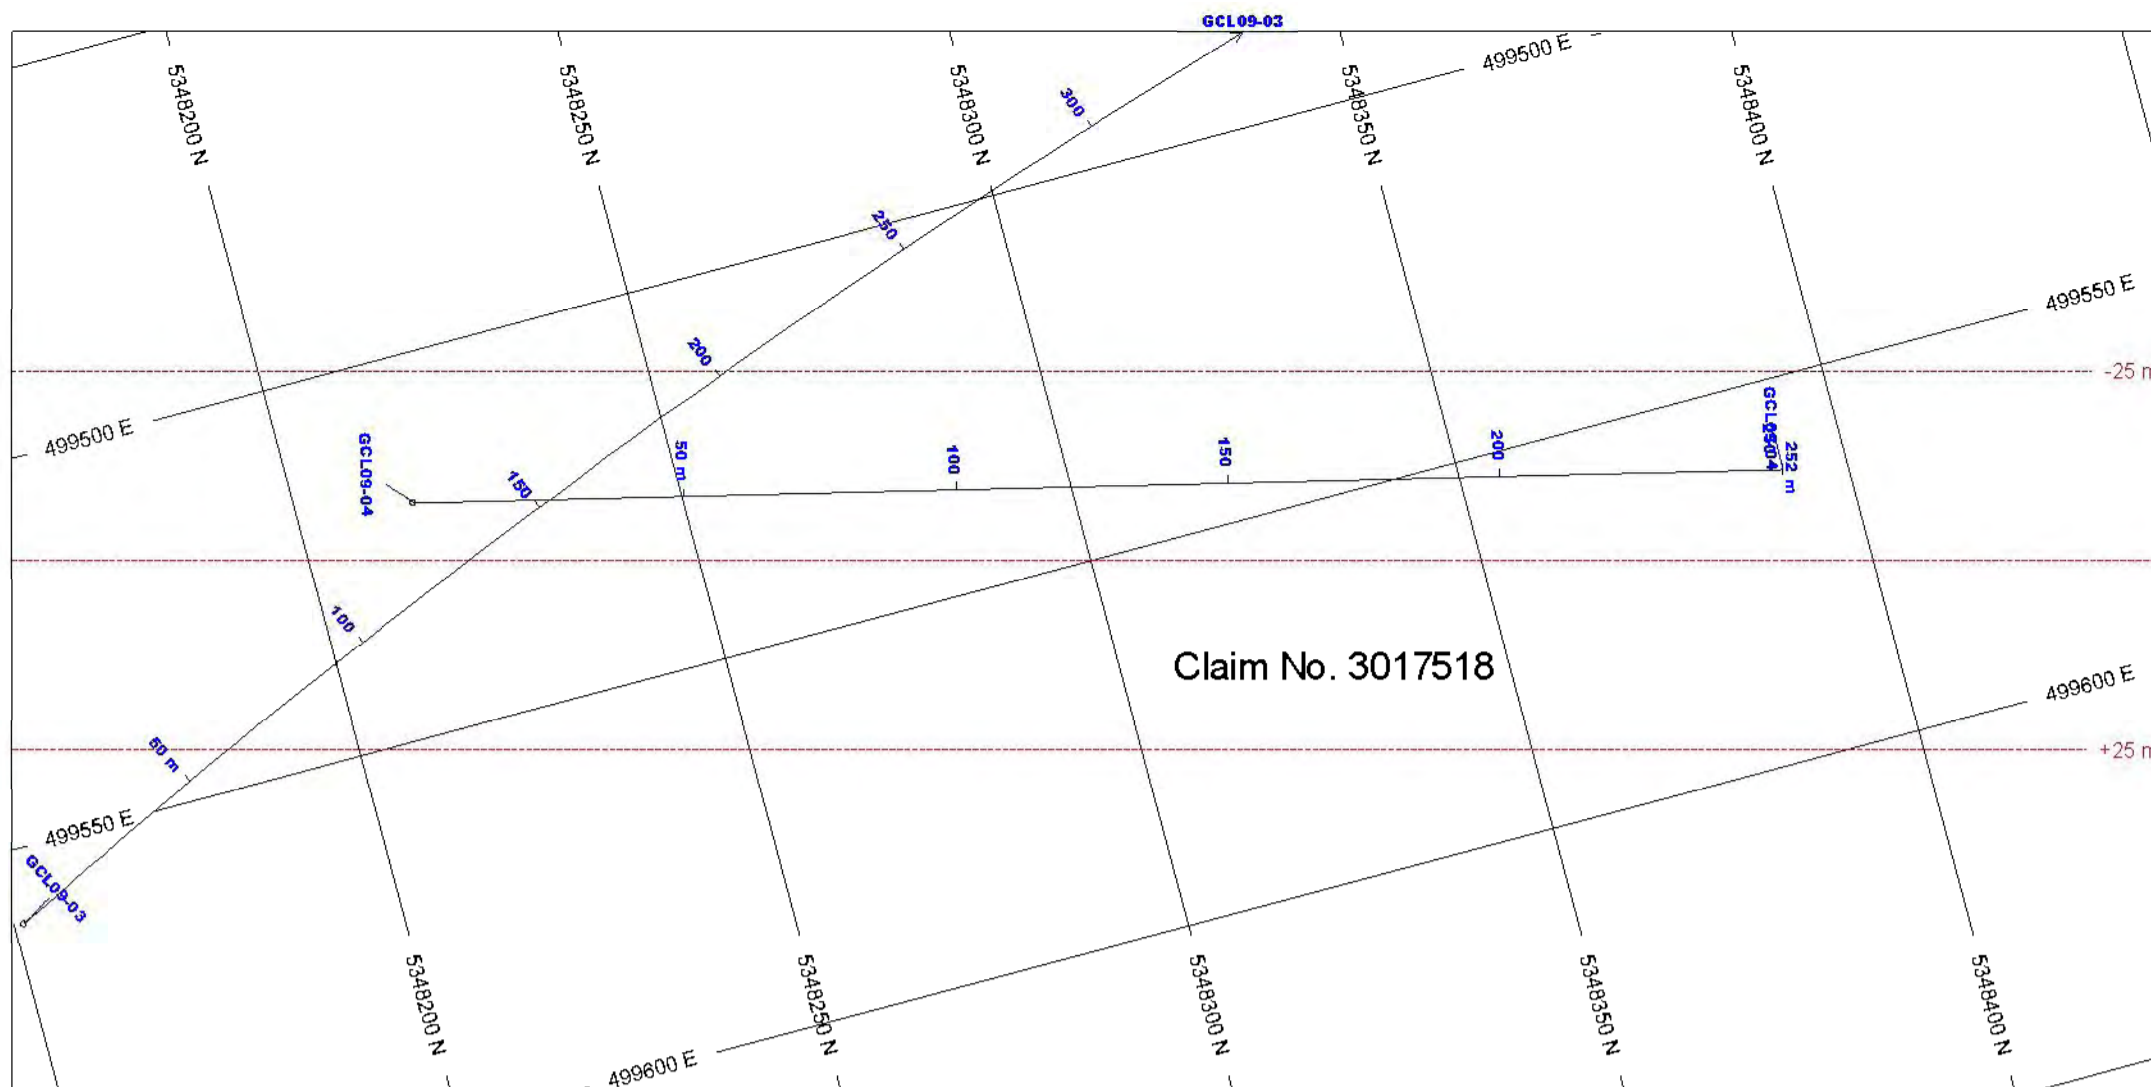 GCL09-03
5348200 N
5348250 N
5348300 N
5348350 N
5348400 N
499500 E
300
250
200
499550 E
-25 m
499500 E
GCL09-04
150
50 m
100
150
200
252 m
100
Claim No. 3017518
499600 E
50 m
+25 m
499550 E
GCL09-03
5348200 N
5348250 N
5348300 N
5348350 N
5348400 N
499600 E